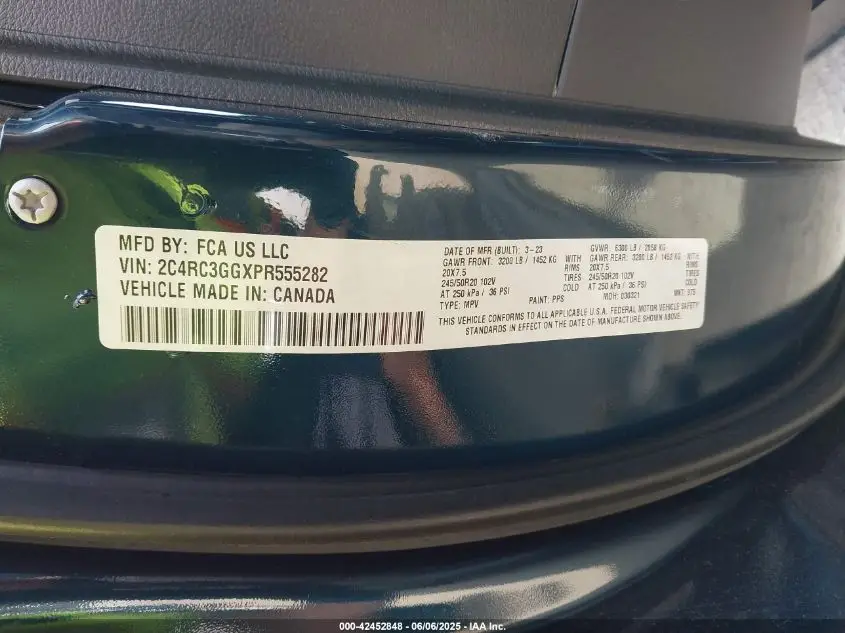 MFD BY: FCA US LLC
VIN: 2C4RC3GGXPR555282
VEHICLE MADE IN: CANADA
DATE OF MFR (BUILT): 3-23 GVWR: 6300 LB / 2858 KG
GAWR FRONT: 3200 LB / 1452 KG WITH GAWR REAR: 3200 LB / 1452 KG WITH
20X7.5 RIMS 20X7.5 RIMS
245/50R20 102V TIRES 245/50R20 102V TIRES
AT 250 kPa / 36 PSI COLD AT 250 kPa / 36 PSI COLD
TYPE: MPV PAINT: PPS MDH: 030321
THIS VEHICLE CONFORMS TO ALL APPLICABLE U.S.A. FEDERAL MOTOR VEHICLE SAFETY
STANDARDS IN EFFECT ON THE DATE OF MANUFACTURE SHOWN ABOVE.
000-42452848 - 06/06/2025 - IAA Inc.